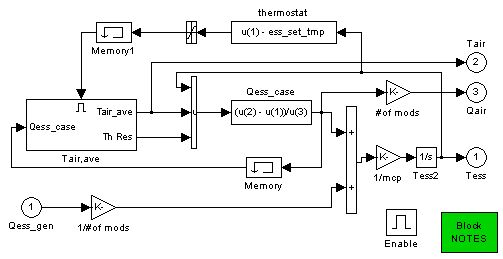 thermostat
u(1) - ess_set_tmp
Memory1
Tair
2
Qess_case
Tair_ave
Th Res
Tair,ave
Qess_case
(u(2) - u(1))/u(3)
K-
#of mods
3
Qair
Memory
K-
1/mcp
1/s
Tess2
1
Tess
1
Qess_gen
K-
1/#of mods
Enable
Block
NOTES
+
+